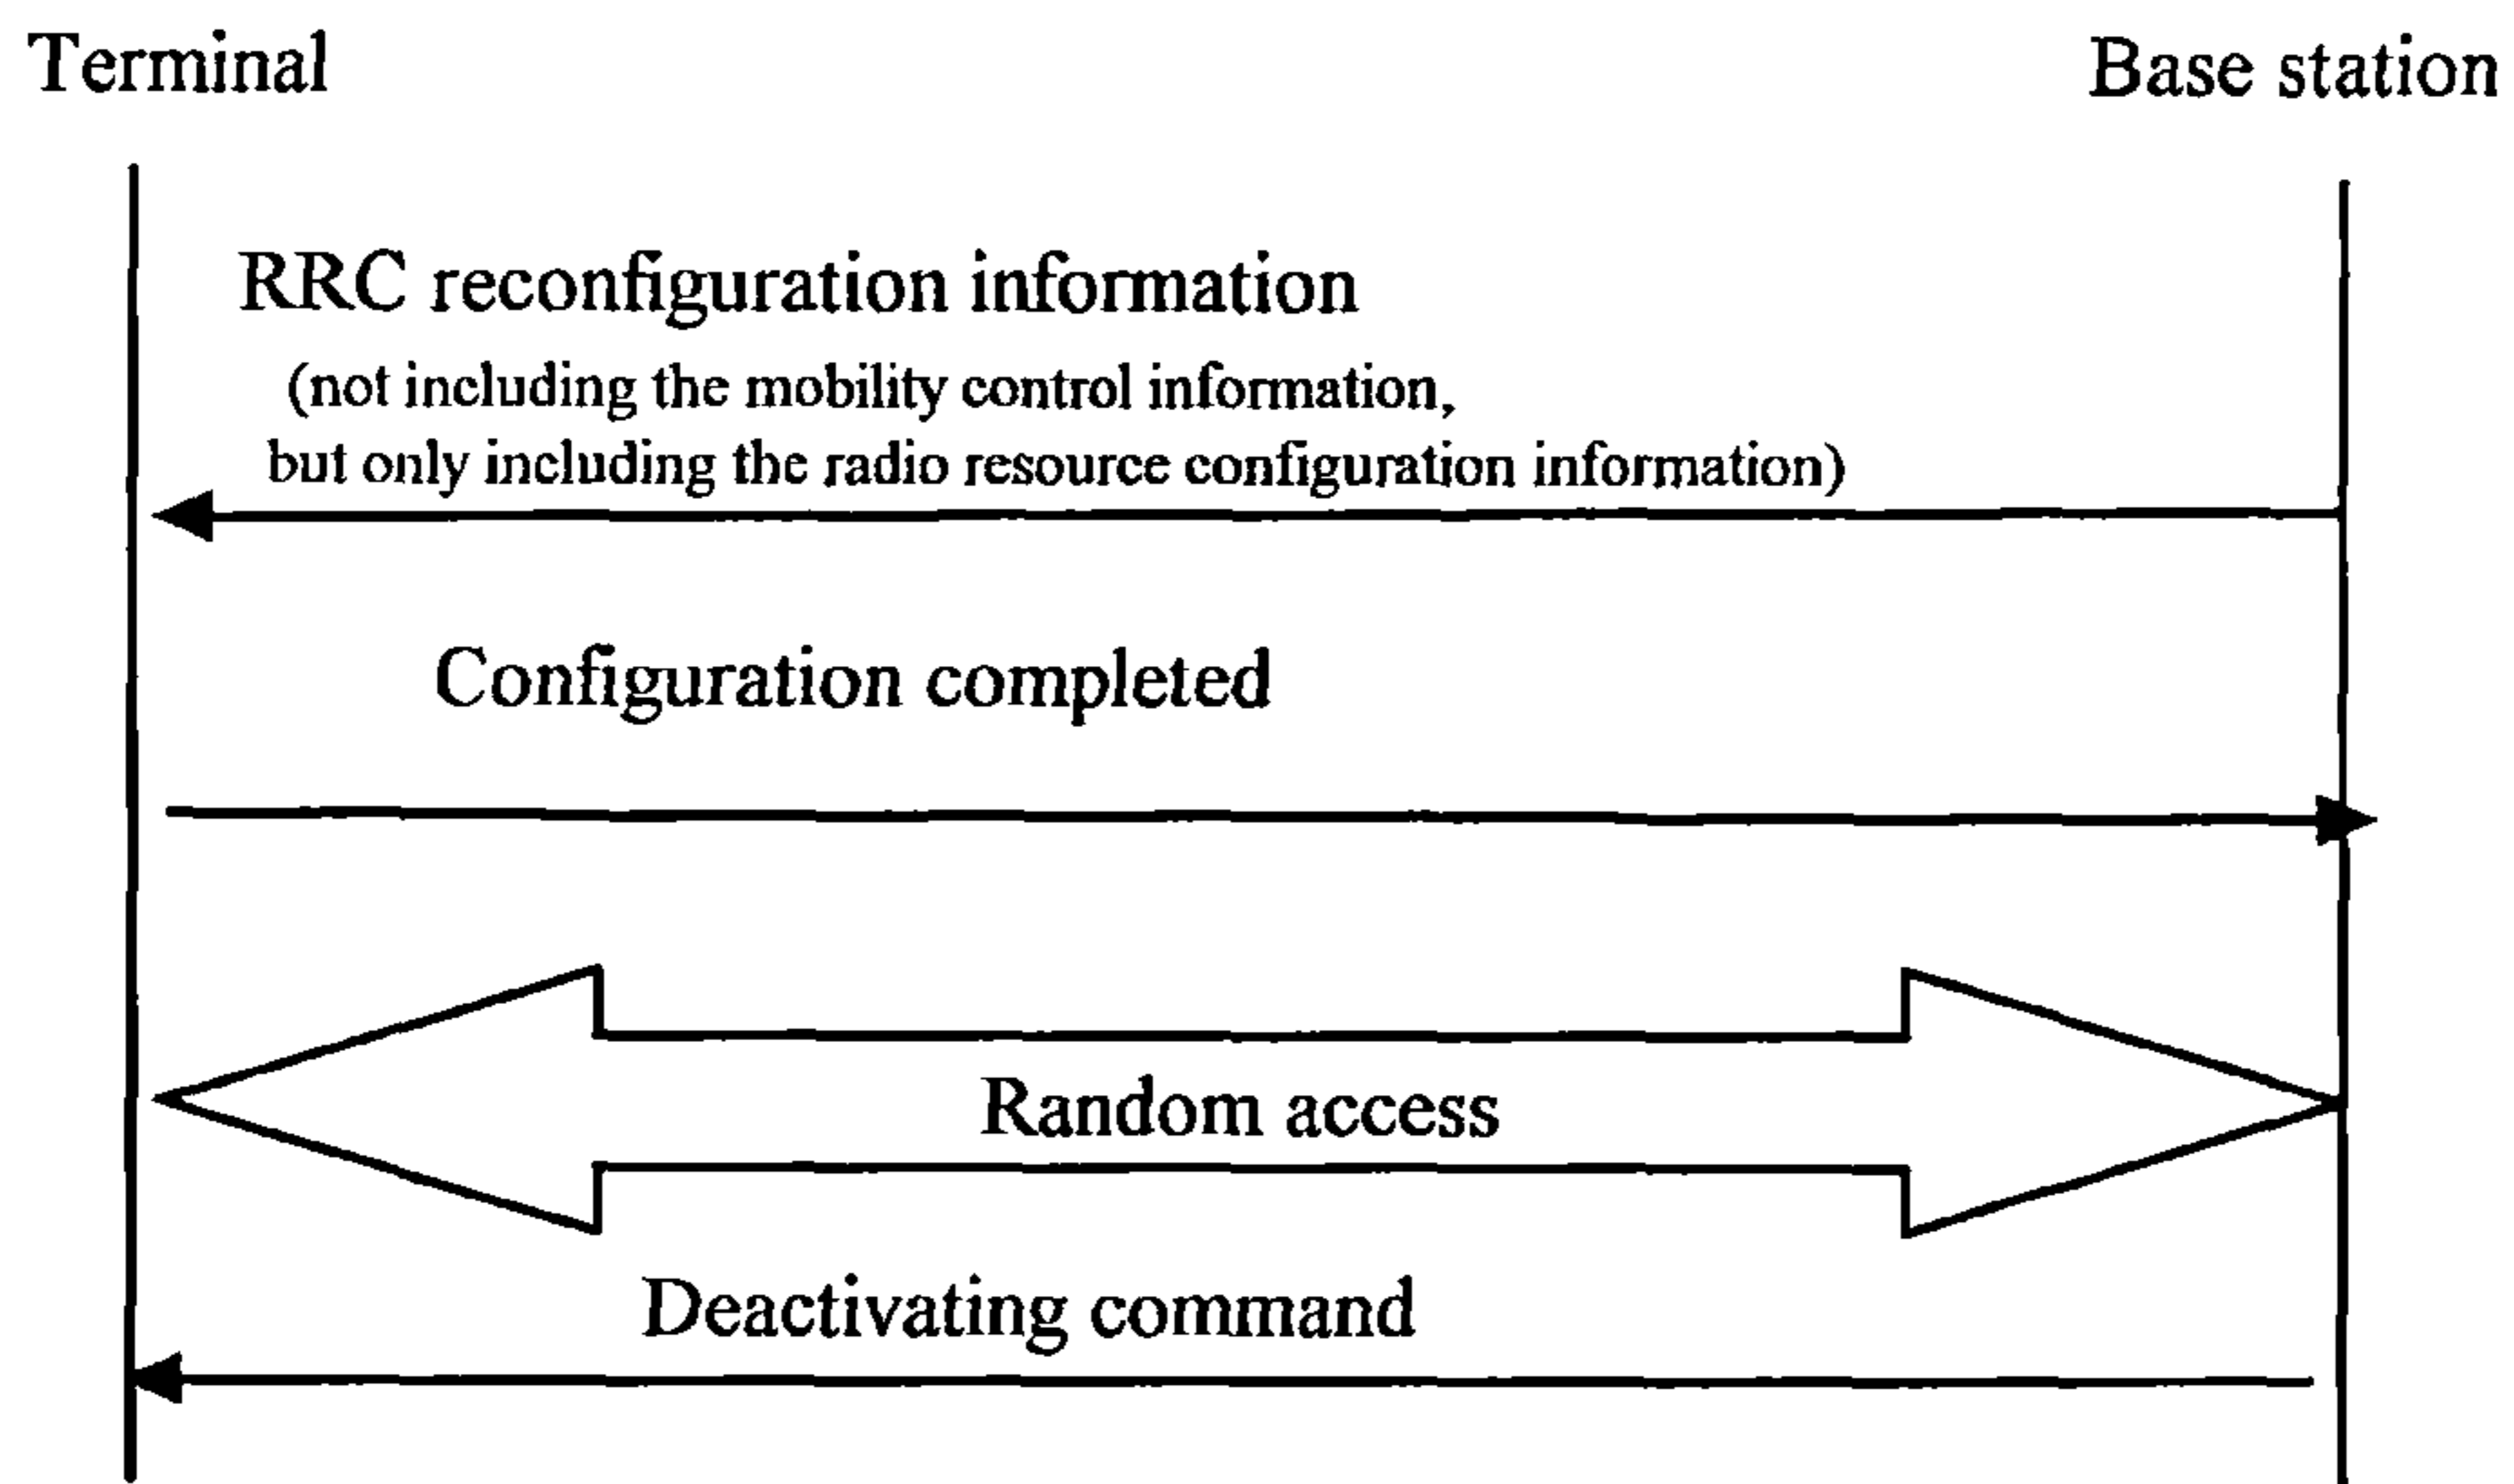 Terminal
Base station
RRC reconfiguration information
(not including the mobility control information,
but only including the radio resource configuration information)
Configuration completed
Random access
Deactivating command